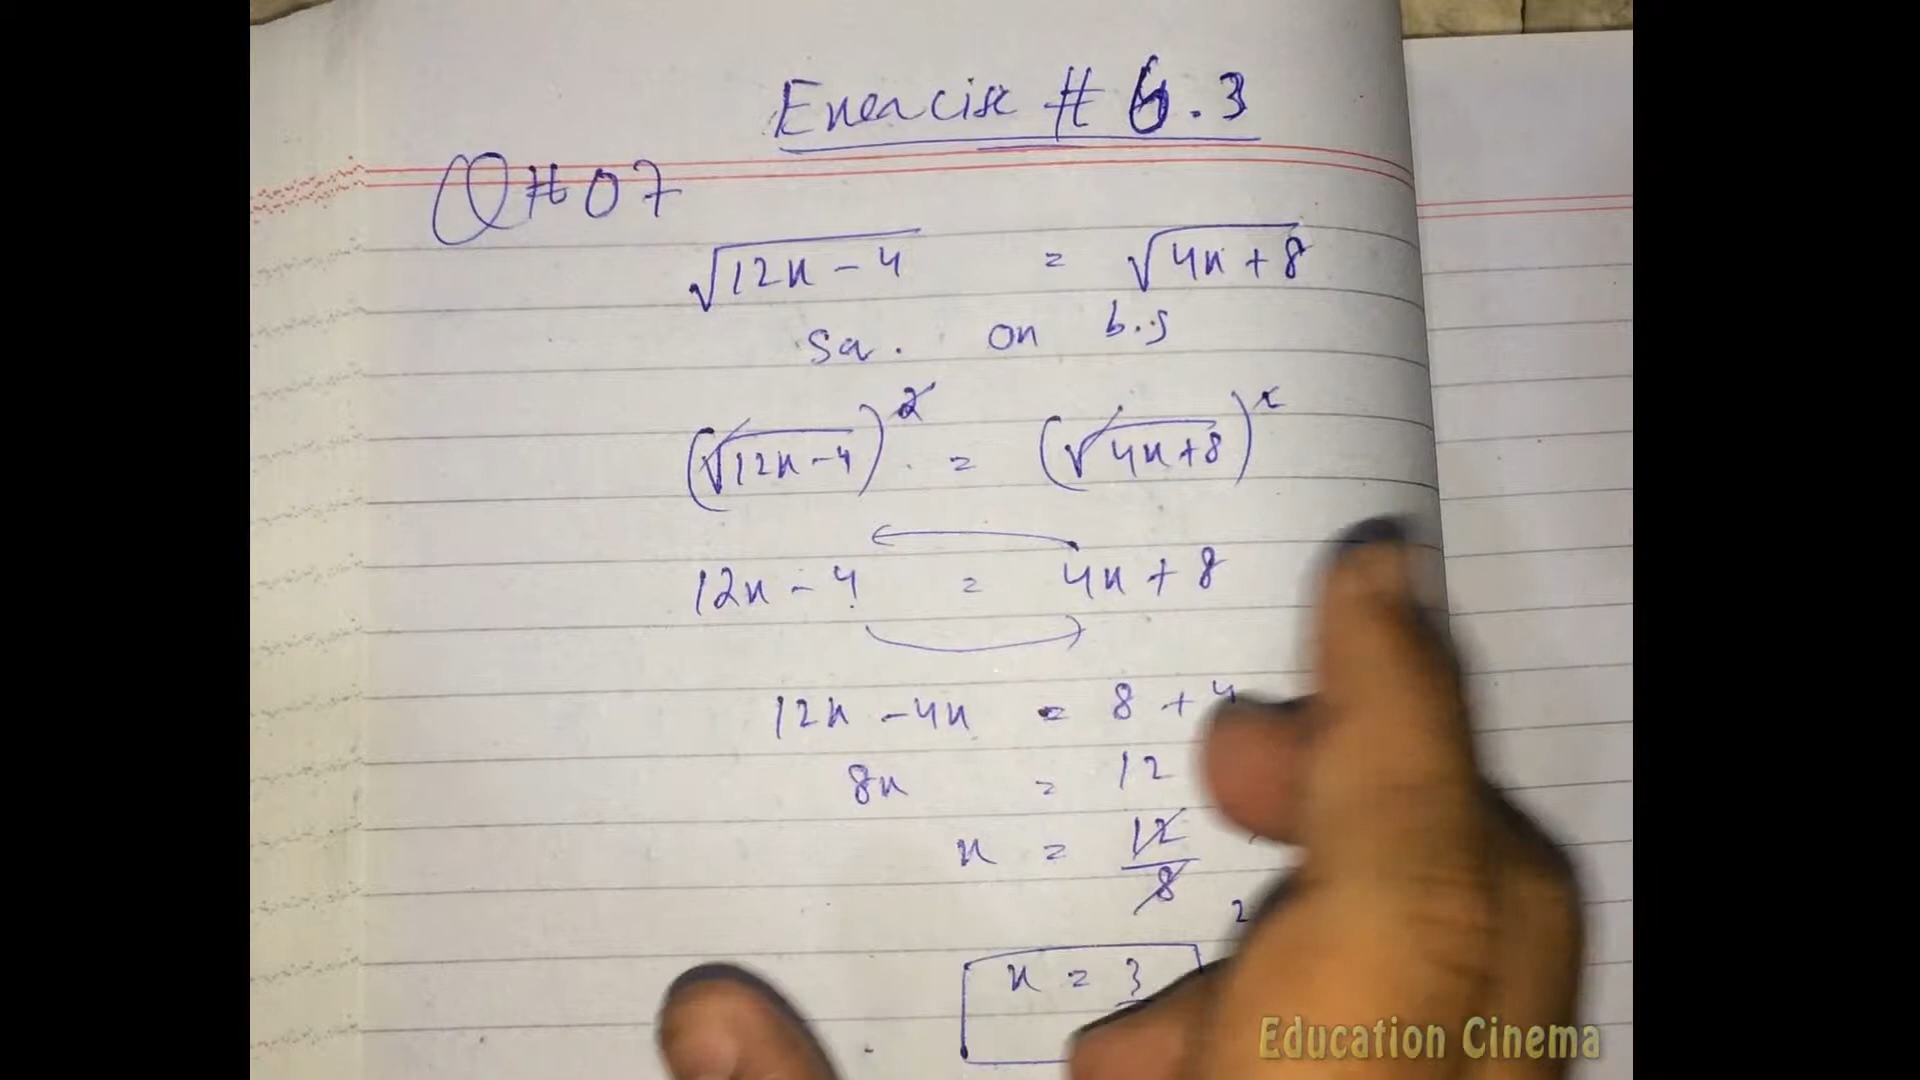 Exercise # 6.3
Q#07
√12x - 4 = √4x + 8
Sq. on b.s
(√12x - 4)² = (√4x + 8)²
12x - 4 = 4x + 8
12x - 4x = 8 + 4
8x = 12
x = 12/8
2
x = 3
Education Cinema